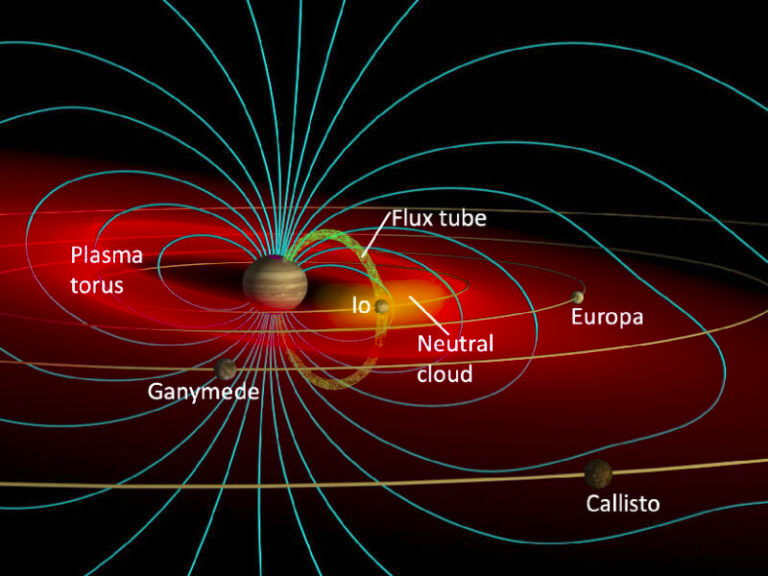 Flux tube
Plasma
torus
Io
Europa
Neutral
cloud
Ganymede
Callisto